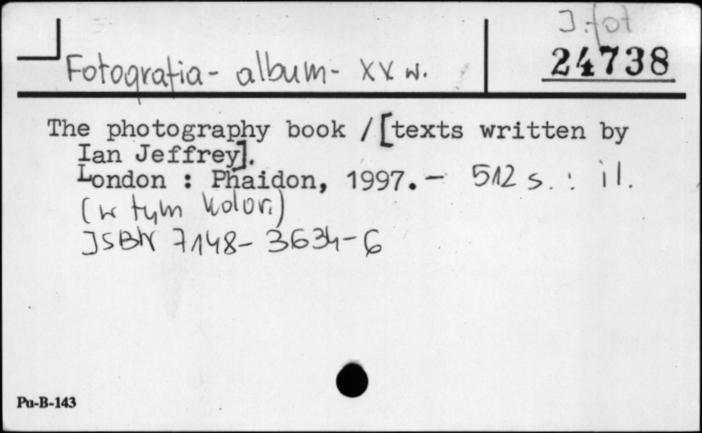 J. fot
24738
Fotografia - album - XX w.
The photography book / [texts written by
Ian Jeffrey].
London : Phaidon, 1997. — 512 s. : il.
(w tym kolor.)
ISBN 7148-3634-6
Pu-B-143